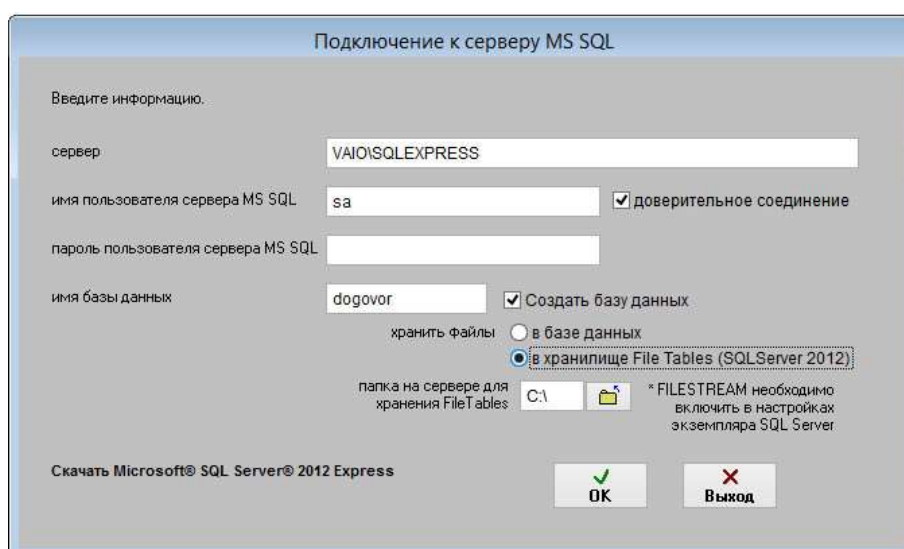 Подключение к серверу MS SQL
Введите информацию.
сервер
VAIO\SQLEXPRESS
имя пользователя сервера MS SQL
sa
доверительное соединение
пароль пользователя сервера MS SQL
имя базы данных
dogovor
Создать базу данных
хранить файлы
в базе данных
в хранилище File Tables (SQLServer 2012)
папка на сервере для
хранения FileTables
C:\
* FILESTREAM необходимо
включить в настройках
экземпляра SQL Server
Скачать Microsoft® SQL Server® 2012 Express
OK
Выход